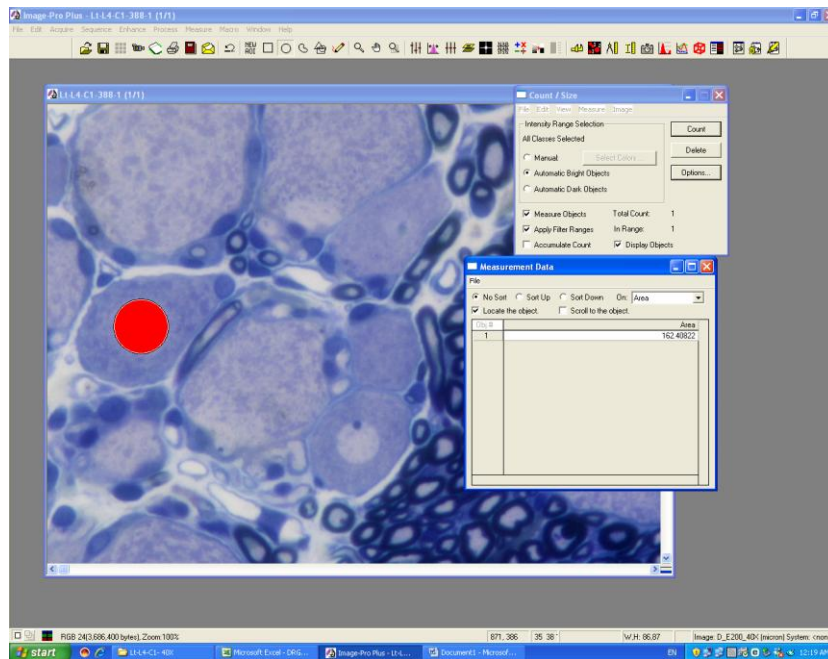 Image-Pro Plus - Lt-L4-C1-388-1 (1/1)
File Edit Acquire Sequence Enhance Process Measure Macro Window Help
Lt-L4-C1-388-1 (1/1)
Count / Size
File Edit View Measure Image
Intensity Range Selection
All Classes Selected
Manual: Select Colors...
Automatic Bright Objects
Automatic Dark Objects
Count
Delete
Options...
Measure Objects Total Count: 1
Apply Filter Ranges In Range: 1
Accumulate Count Display Objects
Measurement Data
File
No Sort Sort Up Sort Down On: Area
Locate the object. Scroll to the object.
Obj.# Area
1 162.40822
RGB 24(3,686,400 bytes), Zoom:100% 871, 386 35 38 W,H: 86,87 Image: D_E200_40X (micron) System: <non
start Lt-L4-C1- 40X Microsoft Excel - DRG... Image-Pro Plus - Lt-L... Document1 - Microsof... EN 12:19 AM